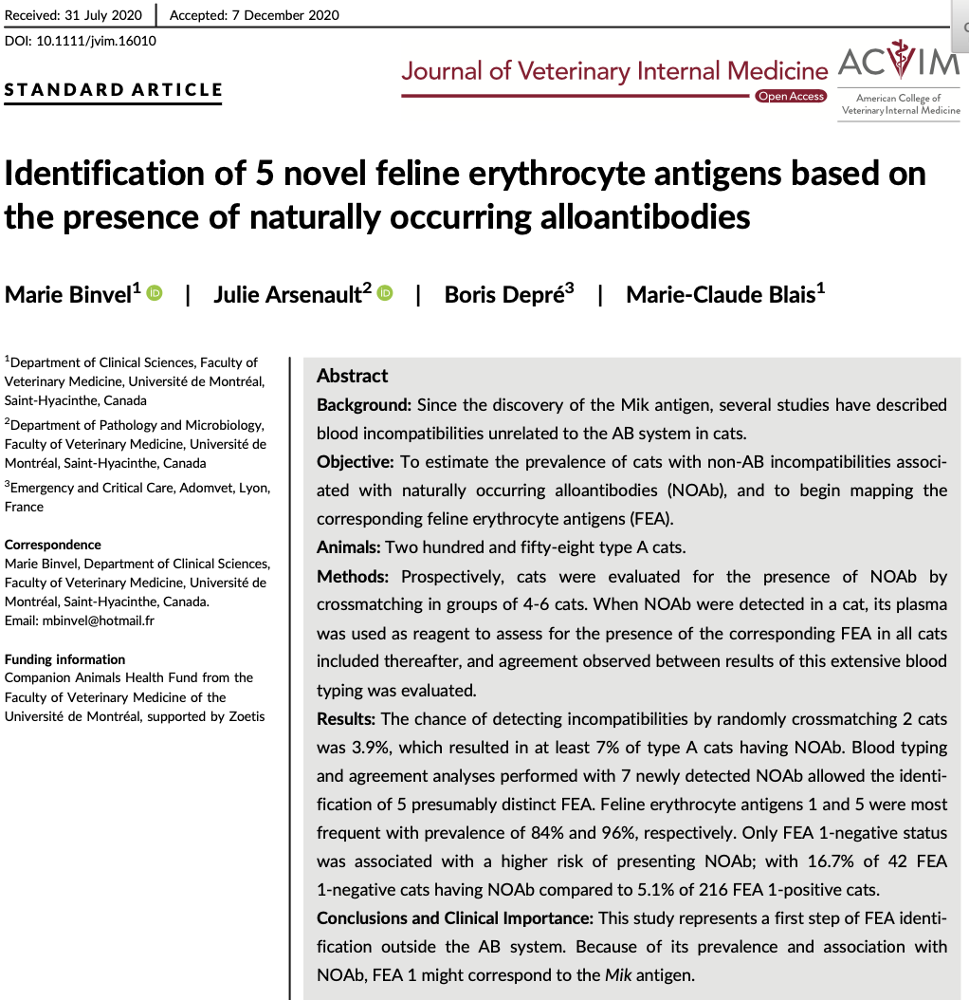 Received: 31 July 2020 | Accepted: 7 December 2020
DOI: 10.1111/jvim.16010
STANDARD ARTICLE
Journal of Veterinary Internal Medicine
Open Access
ACVIM
American College of
Veterinary Internal Medicine
Identification of 5 novel feline erythrocyte antigens based on
the presence of naturally occurring alloantibodies
Marie Binvel1 iD | Julie Arsenault2 iD | Boris Depré3 | Marie-Claude Blais1
1Department of Clinical Sciences, Faculty of
Veterinary Medicine, Université de Montréal,
Saint-Hyacinthe, Canada
2Department of Pathology and Microbiology,
Faculty of Veterinary Medicine, Université de
Montréal, Saint-Hyacinthe, Canada
3Emergency and Critical Care, Adomvet, Lyon,
France
Correspondence
Marie Binvel, Department of Clinical Sciences,
Faculty of Veterinary Medicine, Université de
Montréal, Saint-Hyacinthe, Canada.
Email: mbinvel@hotmail.fr
Funding information
Companion Animals Health Fund from the
Faculty of Veterinary Medicine of the
Université de Montréal, supported by Zoetis
Abstract
Background: Since the discovery of the Mik antigen, several studies have described
blood incompatibilities unrelated to the AB system in cats.
Objective: To estimate the prevalence of cats with non-AB incompatibilities associ-
ated with naturally occurring alloantibodies (NOAb), and to begin mapping the
corresponding feline erythrocyte antigens (FEA).
Animals: Two hundred and fifty-eight type A cats.
Methods: Prospectively, cats were evaluated for the presence of NOAb by
crossmatching in groups of 4-6 cats. When NOAb were detected in a cat, its plasma
was used as reagent to assess for the presence of the corresponding FEA in all cats
included thereafter, and agreement observed between results of this extensive blood
typing was evaluated.
Results: The chance of detecting incompatibilities by randomly crossmatching 2 cats
was 3.9%, which resulted in at least 7% of type A cats having NOAb. Blood typing
and agreement analyses performed with 7 newly detected NOAb allowed the identi-
fication of 5 presumably distinct FEA. Feline erythrocyte antigens 1 and 5 were most
frequent with prevalence of 84% and 96%, respectively. Only FEA 1-negative status
was associated with a higher risk of presenting NOAb; with 16.7% of 42 FEA
1-negative cats having NOAb compared to 5.1% of 216 FEA 1-positive cats.
Conclusions and Clinical Importance: This study represents a first step of FEA identi-
fication outside the AB system. Because of its prevalence and association with
NOAb, FEA 1 might correspond to the Mik antigen.